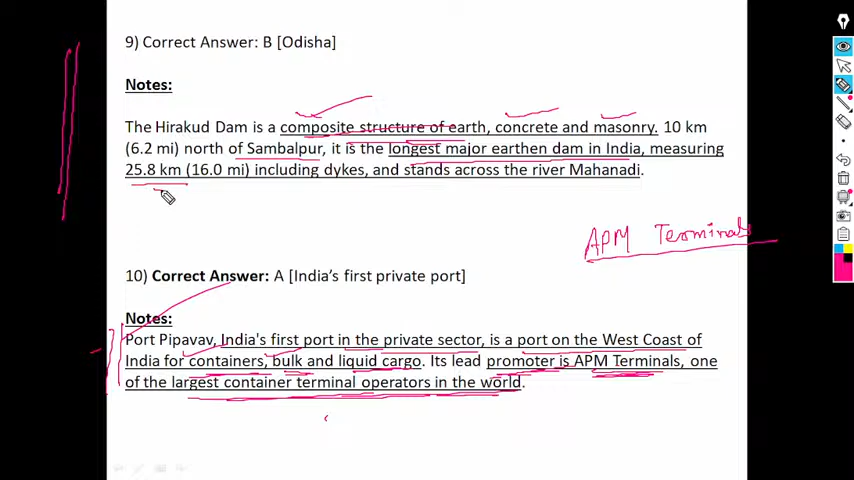 9) Correct Answer: B [Odisha]
Notes:
The Hirakud Dam is a composite structure of earth, concrete and masonry. 10 km
(6.2 mi) north of Sambalpur, it is the longest major earthen dam in India, measuring
25.8 km (16.0 mi) including dykes, and stands across the river Mahanadi.
APM Terminals
10) Correct Answer: A [India’s first private port]
Notes:
Port Pipavav, India's first port in the private sector, is a port on the West Coast of
India for containers, bulk and liquid cargo. Its lead promoter is APM Terminals, one
of the largest container terminal operators in the world.